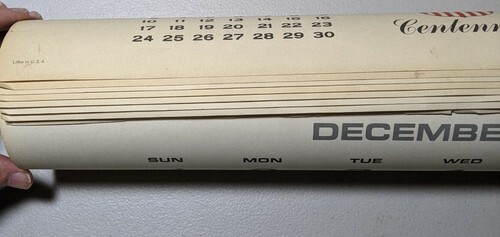 10 11 12 13 14 15 16
17 18 19 20 21 22 23
24 25 26 27 28 29 30
Centenn
Litho in U.S.A.
DECEMBE
SUN MON TUE WED